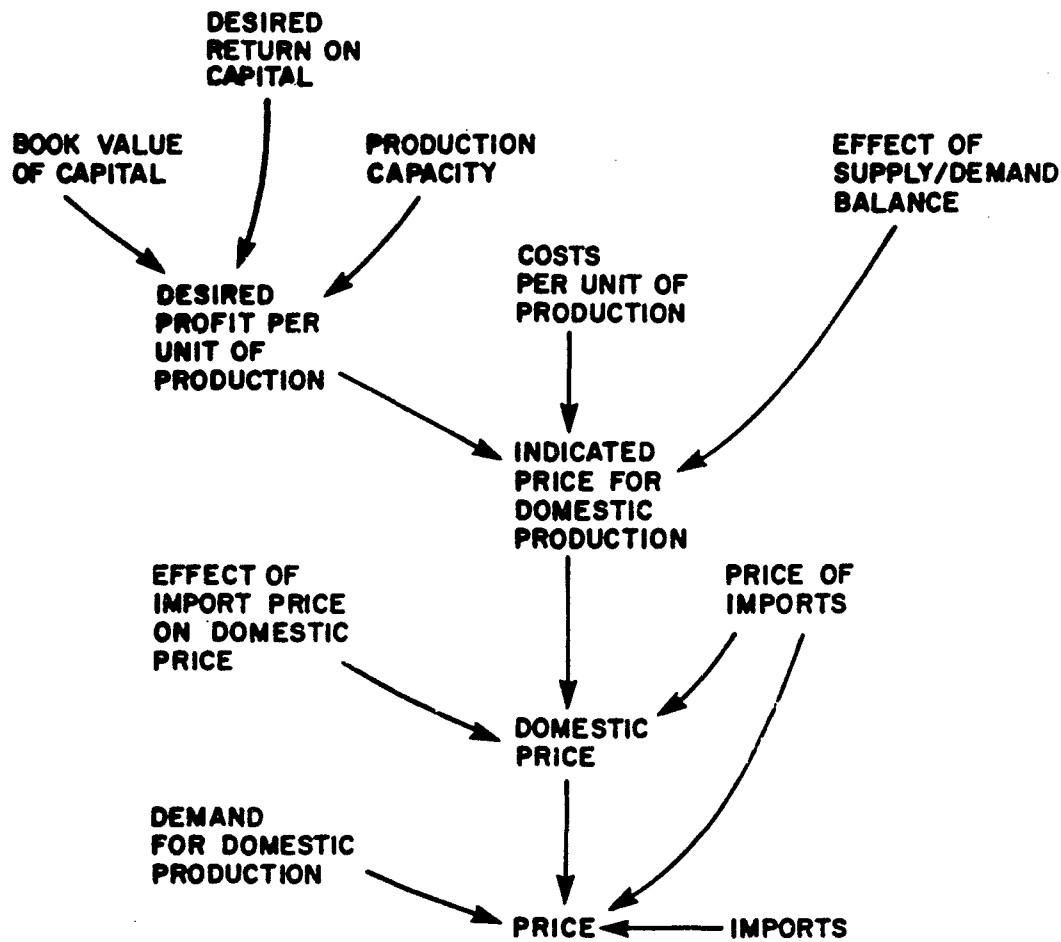 DESIRED
RETURN ON
CAPITAL
BOOK VALUE
OF CAPITAL
PRODUCTION
CAPACITY
EFFECT OF
SUPPLY/DEMAND
BALANCE
COSTS
PER UNIT OF
PRODUCTION
DESIRED
PROFIT PER
UNIT OF
PRODUCTION
INDICATED
PRICE FOR
DOMESTIC
PRODUCTION
EFFECT OF
IMPORT PRICE
ON DOMESTIC
PRICE
PRICE OF
IMPORTS
DOMESTIC
PRICE
DEMAND
FOR DOMESTIC
PRODUCTION
PRICE
IMPORTS